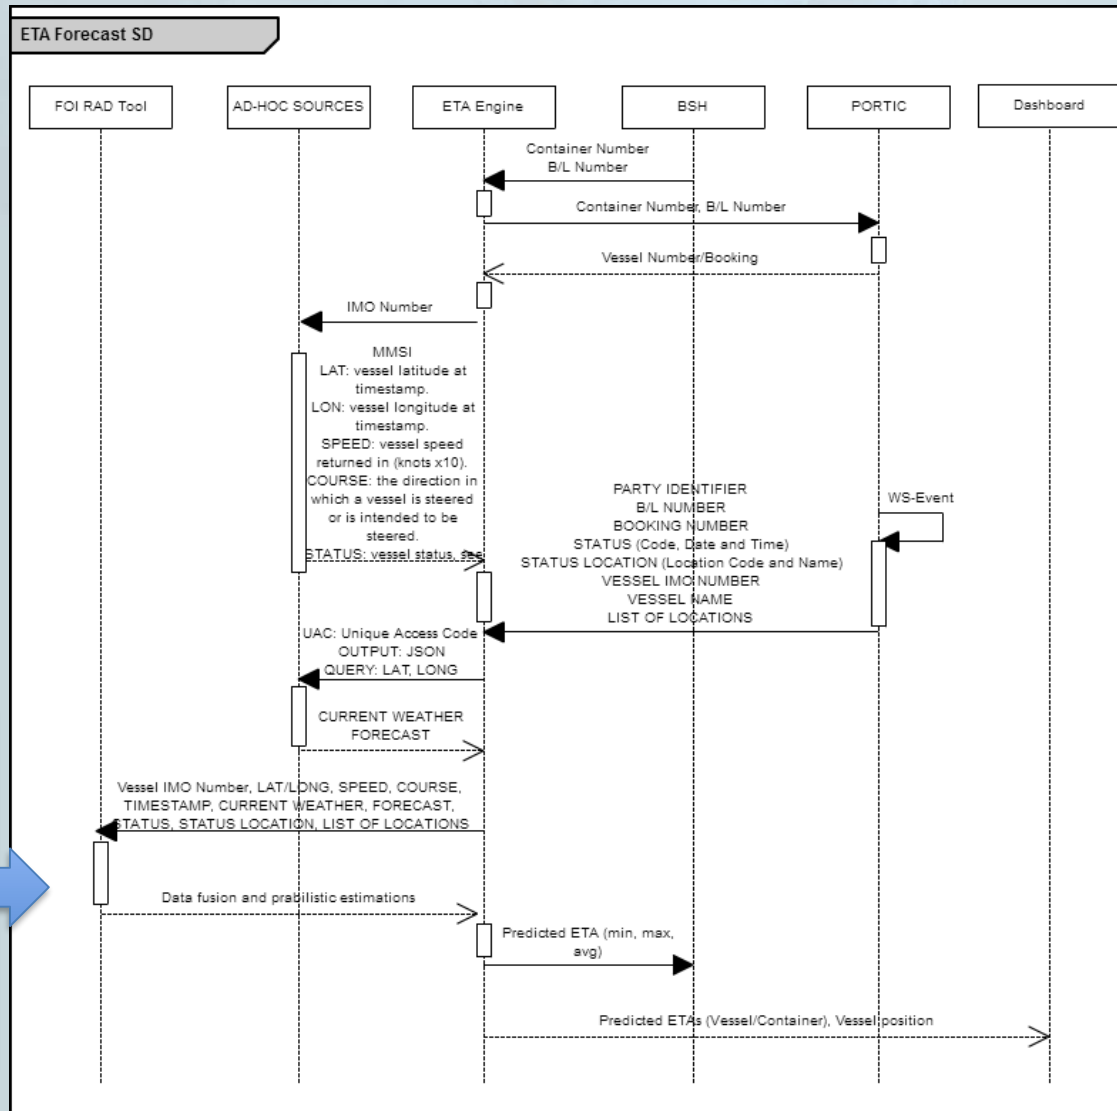 ETA Forecast SD
FOI RAD Tool
AD-HOC SOURCES
ETA Engine
BSH
PORTIC
Dashboard
Container Number
B/L Number
Container Number, B/L Number
Vessel Number/Booking
IMO Number
MMSI
LAT: vessel latitude at
timestamp.
LON: vessel longitude at
timestamp.
SPEED: vessel speed
returned in (knots x10).
COURSE: the direction in
which a vessel is steered
or is intended to be
steered.
STATUS: vessel status, see
WS-Event
PARTY IDENTIFIER
B/L NUMBER
BOOKING NUMBER
STATUS (Code, Date and Time)
STATUS LOCATION (Location Code and Name)
VESSEL IMO NUMBER
VESSEL NAME
LIST OF LOCATIONS
UAC: Unique Access Code
OUTPUT: JSON
QUERY: LAT, LONG
CURRENT WEATHER
FORECAST
Vessel IMO Number, LAT/LONG, SPEED, COURSE,
TIMESTAMP, CURRENT WEATHER, FORECAST,
STATUS, STATUS LOCATION, LIST OF LOCATIONS
Data fusion and prabilistic estimations
Predicted ETA (min, max,
avg)
Predicted ETAs (Vessel/Container), Vessel position